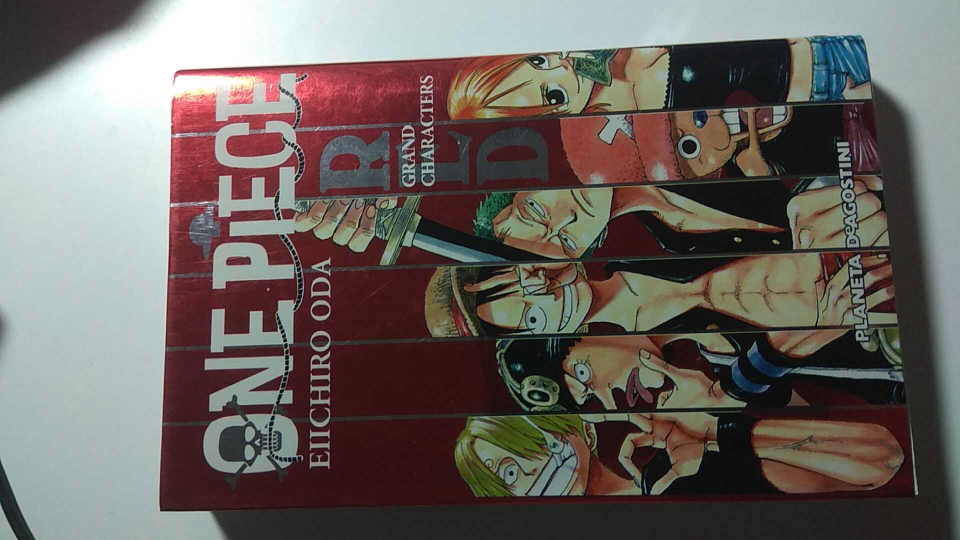 ONE PIECE
EIICHIRO ODA
RED
GRAND
CHARACTERS
PLANETA DeAGOSTINI